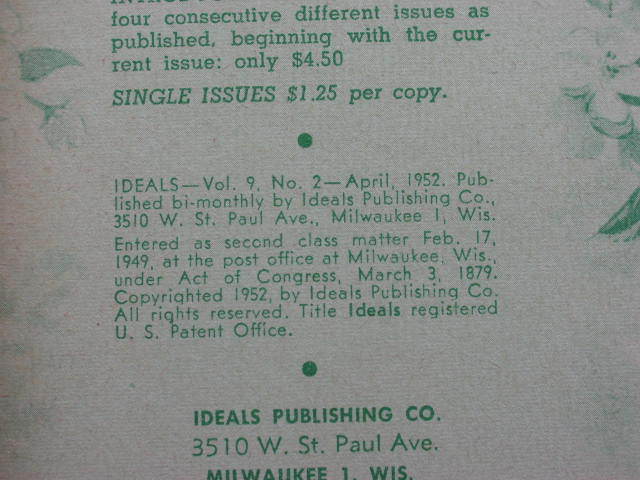 four consecutive different issues as
published, beginning with the cur-
rent issue: only $4.50
SINGLE ISSUES $1.25 per copy.
IDEALS—Vol. 9, No. 2—April, 1952. Pub-
lished bi-monthly by Ideals Publishing Co.,
3510 W. St. Paul Ave., Milwaukee 1, Wis.
Entered as second class matter Feb. 17,
1949, at the post office at Milwaukee, Wis.,
under Act of Congress, March 3, 1879.
Copyrighted 1952, by Ideals Publishing Co.
All rights reserved. Title Ideals registered
U. S. Patent Office.
IDEALS PUBLISHING CO.
3510 W. St. Paul Ave.
MILWAUKEE 1, WIS.